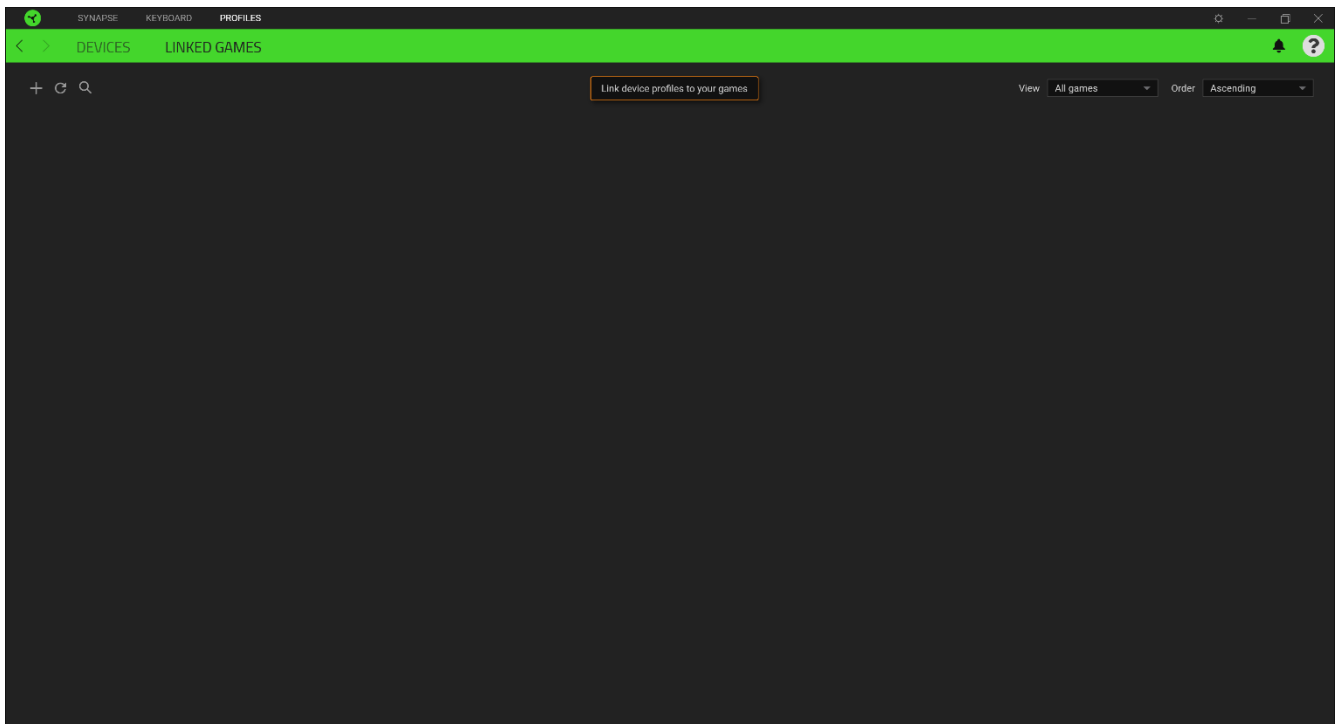 SYNAPSE KEYBOARD PROFILES
DEVICES LINKED GAMES
Link device profiles to your games View All games Order Ascending